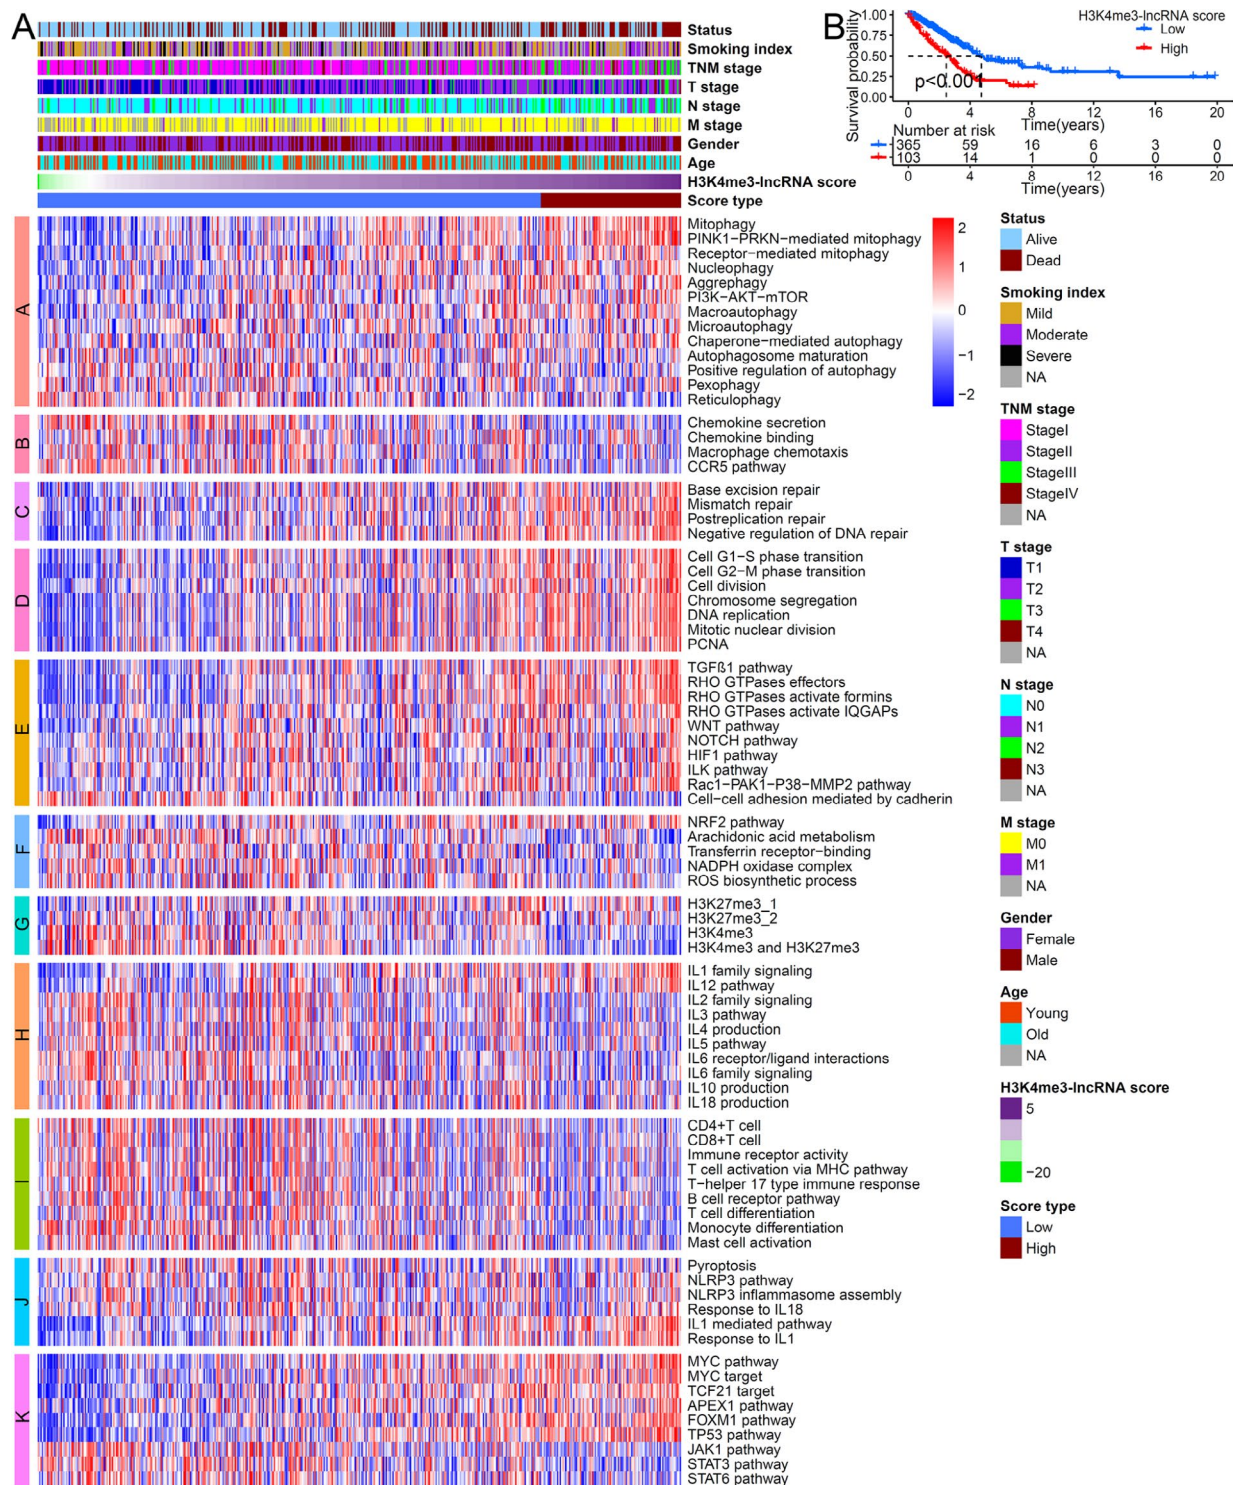 A
Status
Smoking index
TNM stage
T stage
N stage
M stage
Gender
Age
H3K4me3-lncRNA score
Score type
B
H3K4me3-lncRNA score
Low
High
Survival probability
1.00
0.75
0.50
0.25
0.00
p<0.001
0 4 8 12 16 20
Time(years)
Number at risk
365 59 16 6 3 0
103 14 1 0 0 0
0 4 8 12 16 20
Time(years)
A
Mitophagy
PINK1−PRKN−mediated mitophagy
Receptor−mediated mitophagy
Nucleophagy
Aggrephagy
PI3K−AKT−mTOR
Macroautophagy
Microautophagy
Chaperone−mediated autophagy
Autophagosome maturation
Positive regulation of autophagy
Pexophagy
Reticulophagy
B
Chemokine secretion
Chemokine binding
Macrophage chemotaxis
CCR5 pathway
C
Base excision repair
Mismatch repair
Postreplication repair
Negative regulation of DNA repair
D
Cell G1−S phase transition
Cell G2−M phase transition
Cell division
Chromosome segregation
DNA replication
Mitotic nuclear division
PCNA
E
TGFß1 pathway
RHO GTPases effectors
RHO GTPases activate formins
RHO GTPases activate IQGAPs
WNT pathway
NOTCH pathway
HIF1 pathway
ILK pathway
Rac1−PAK1−P38−MMP2 pathway
Cell−cell adhesion mediated by cadherin
F
NRF2 pathway
Arachidonic acid metabolism
Transferrin receptor−binding
NADPH oxidase complex
ROS biosynthetic process
G
H3K27me3_1
H3K27me3_2
H3K4me3
H3K4me3 and H3K27me3
H
IL1 family signaling
IL12 pathway
IL2 family signaling
IL3 pathway
IL4 production
IL5 pathway
IL6 receptor/ligand interactions
IL6 family signaling
IL10 production
IL18 production
I
CD4+T cell
CD8+T cell
Immune receptor activity
T cell activation via MHC pathway
T−helper 17 type immune response
B cell receptor pathway
T cell differentiation
Monocyte differentiation
Mast cell activation
J
Pyroptosis
NLRP3 pathway
NLRP3 inflammasome assembly
Response to IL18
IL1 mediated pathway
Response to IL1
K
MYC pathway
MYC target
TCF21 target
APEX1 pathway
FOXM1 pathway
TP53 pathway
JAK1 pathway
STAT3 pathway
STAT6 pathway
2
1
0
−1
−2
Status
Alive
Dead
Smoking index
Mild
Moderate
Severe
NA
TNM stage
StageI
StageII
StageIII
StageIV
NA
T stage
T1
T2
T3
T4
NA
N stage
N0
N1
N2
N3
NA
M stage
M0
M1
NA
Gender
Female
Male
Age
Young
Old
NA
H3K4me3-lncRNA score
5
−20
Score type
Low
High